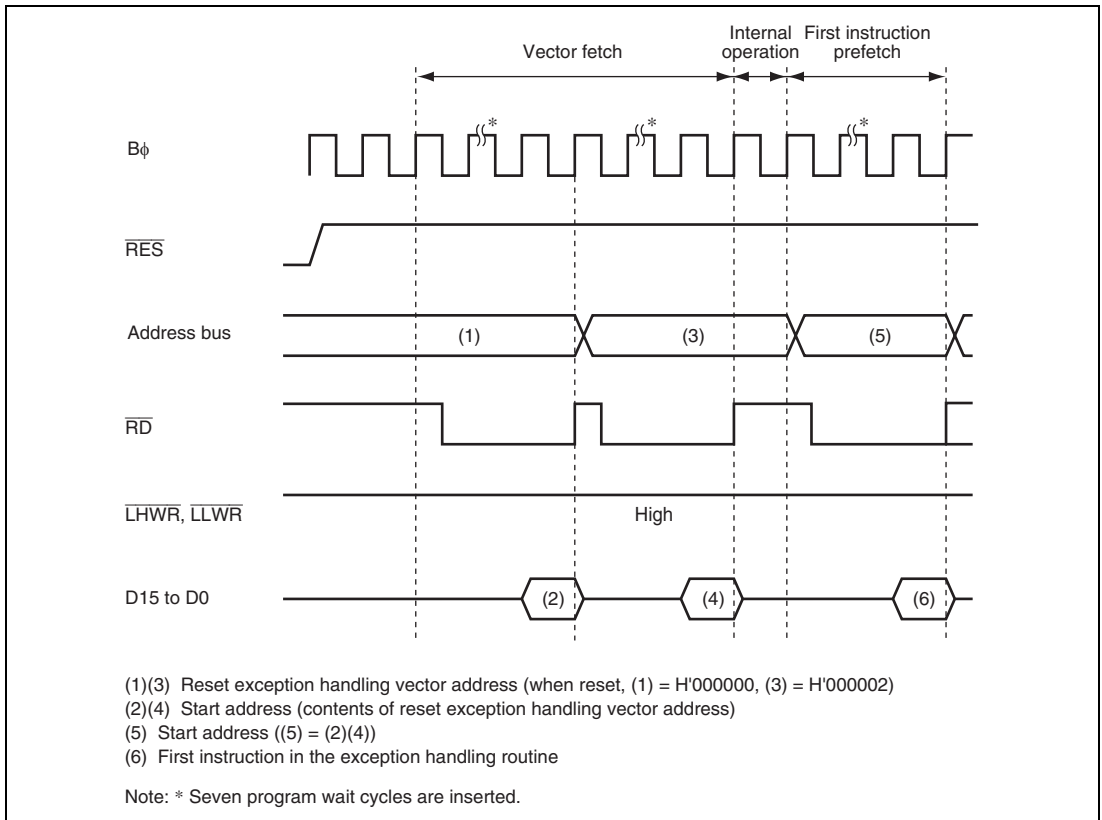 Internal First instruction
Vector fetch operation prefetch
* * *
Bϕ
RES
Address bus (1) (3) (5)
RD
LHWR, LLWR High
D15 to D0 (2) (4) (6)
(1)(3) Reset exception handling vector address (when reset, (1) = H'000000, (3) = H'000002)
(2)(4) Start address (contents of reset exception handling vector address)
(5) Start address ((5) = (2)(4))
(6) First instruction in the exception handling routine
Note: * Seven program wait cycles are inserted.